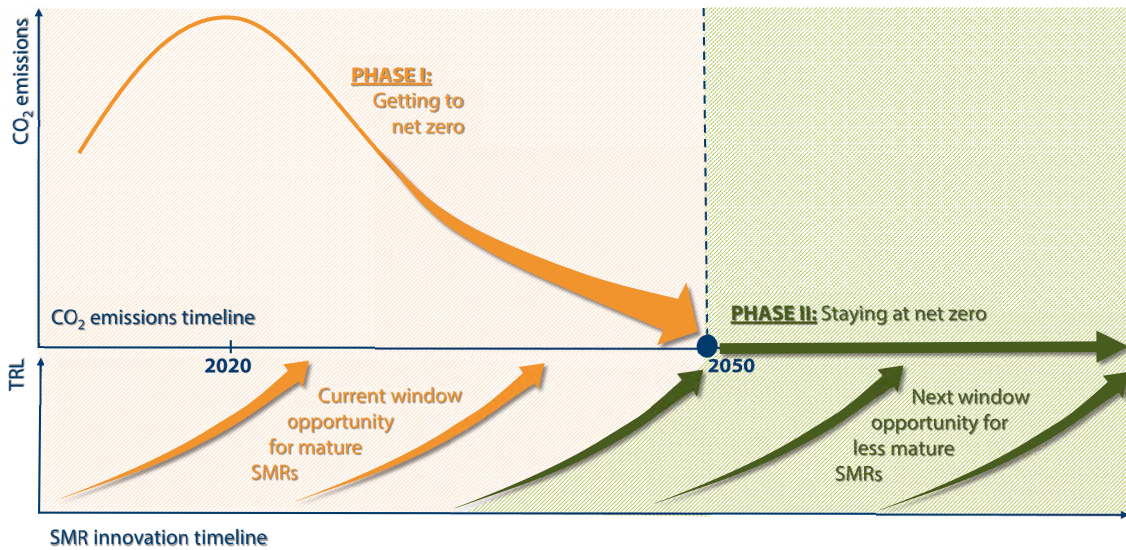 CO₂ emissions
PHASE I:
Getting to
net zero
CO₂ emissions timeline
PHASE II: Staying at net zero
2020
2050
TRL
Current window
opportunity
for mature
SMRs
Next window
opportunity for
less mature
SMRs
SMR innovation timeline